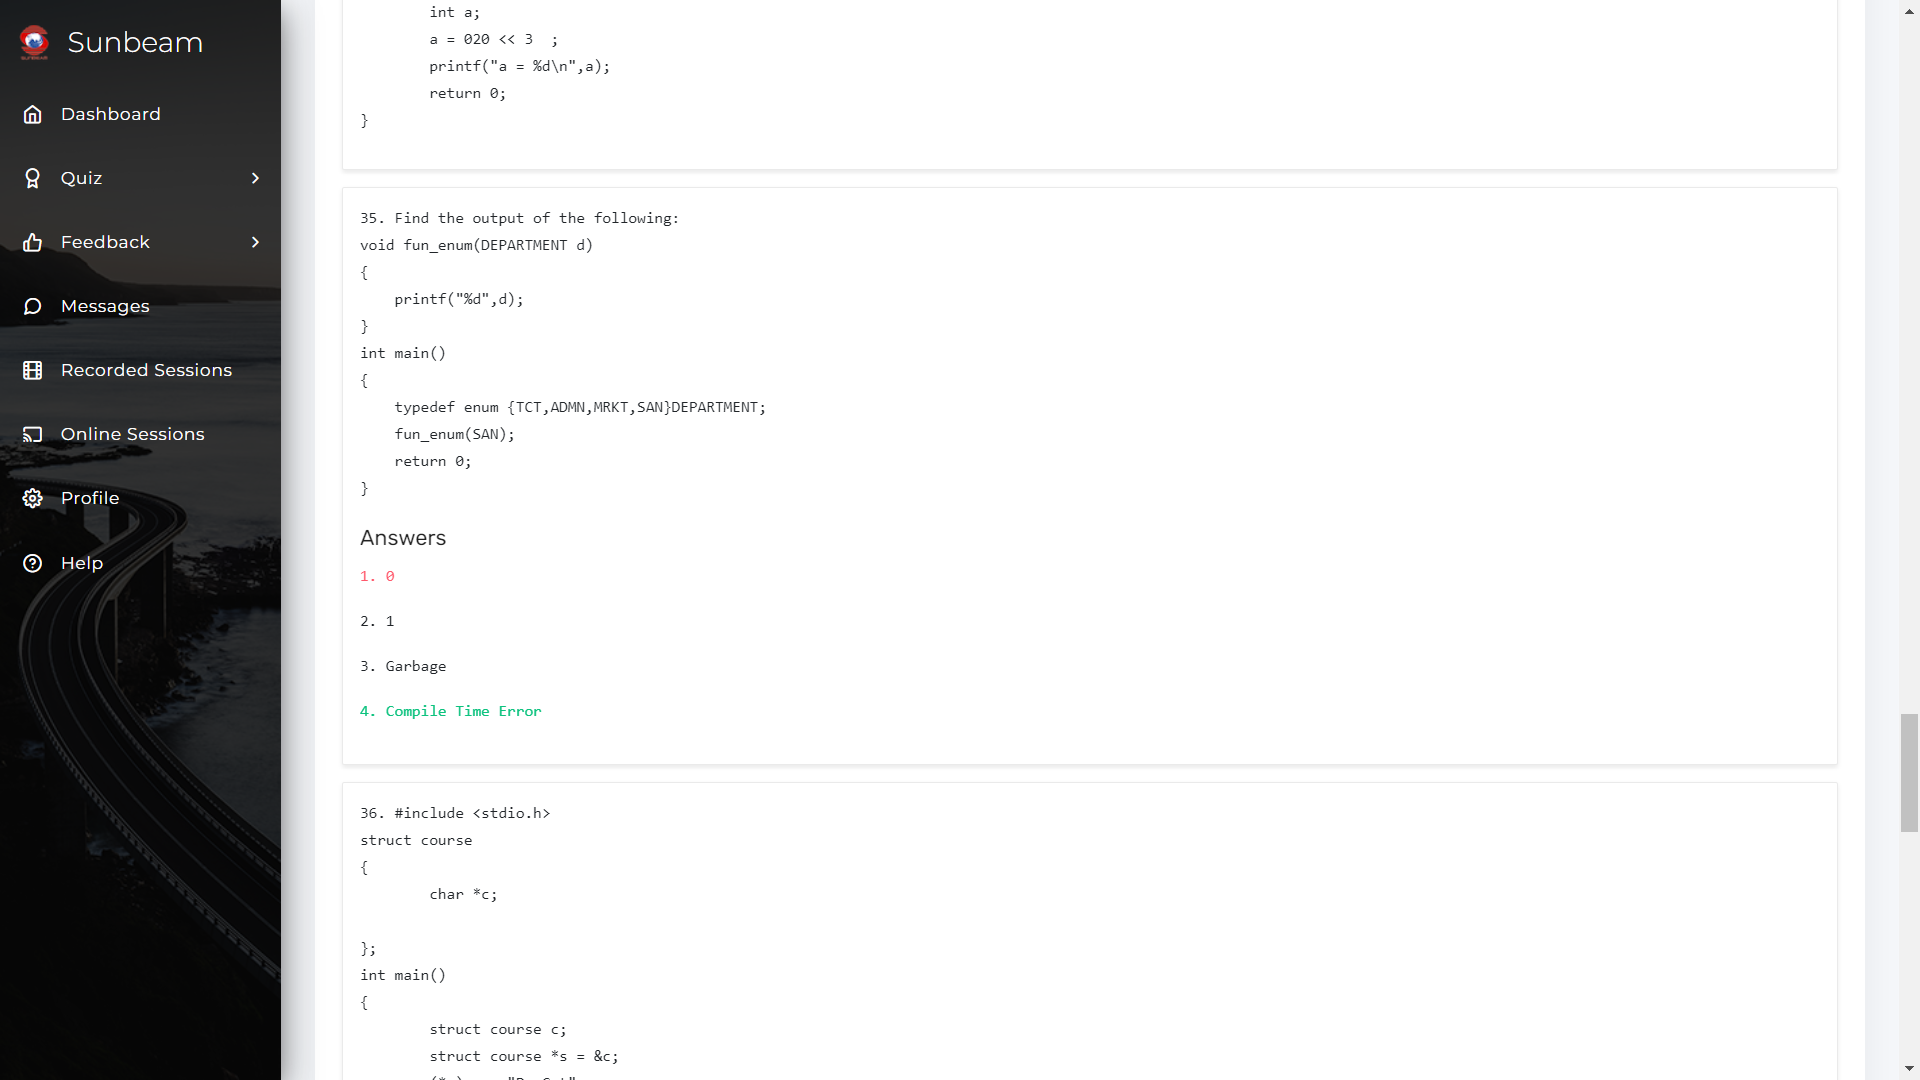 Sunbeam
Dashboard
Quiz
Feedback
Messages
Recorded Sessions
Online Sessions
Profile
Help
int a;
a = 020 << 3  ;
printf("a = %d\n",a);
return 0;
}
35. Find the output of the following:
void fun_enum(DEPARTMENT d)
{
printf("%d",d);
}
int main()
{
typedef enum {TCT,ADMN,MRKT,SAN}DEPARTMENT;
fun_enum(SAN);
return 0;
}
Answers
1. 0
2. 1
3. Garbage
4. Compile Time Error
36. #include <stdio.h>
struct course
{
char *c;
};
int main()
{
struct course c;
struct course *s = &c;